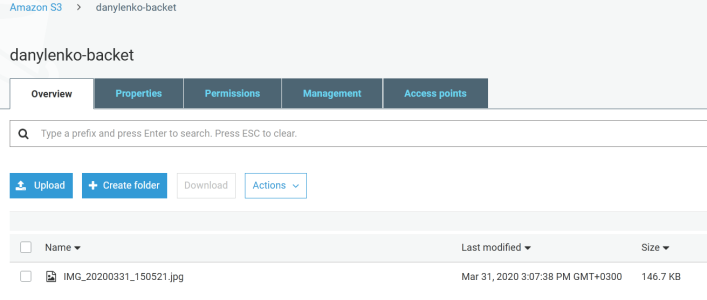 Amazon S3 > danylenko-backet
danylenko-backet
Overview Properties Permissions Management Access points
Type a prefix and press Enter to search. Press ESC to clear.
Upload + Create folder Download Actions
Name Last modified Size
IMG_20200331_150521.jpg Mar 31, 2020 3:07:38 PM GMT+0300 146.7 KB